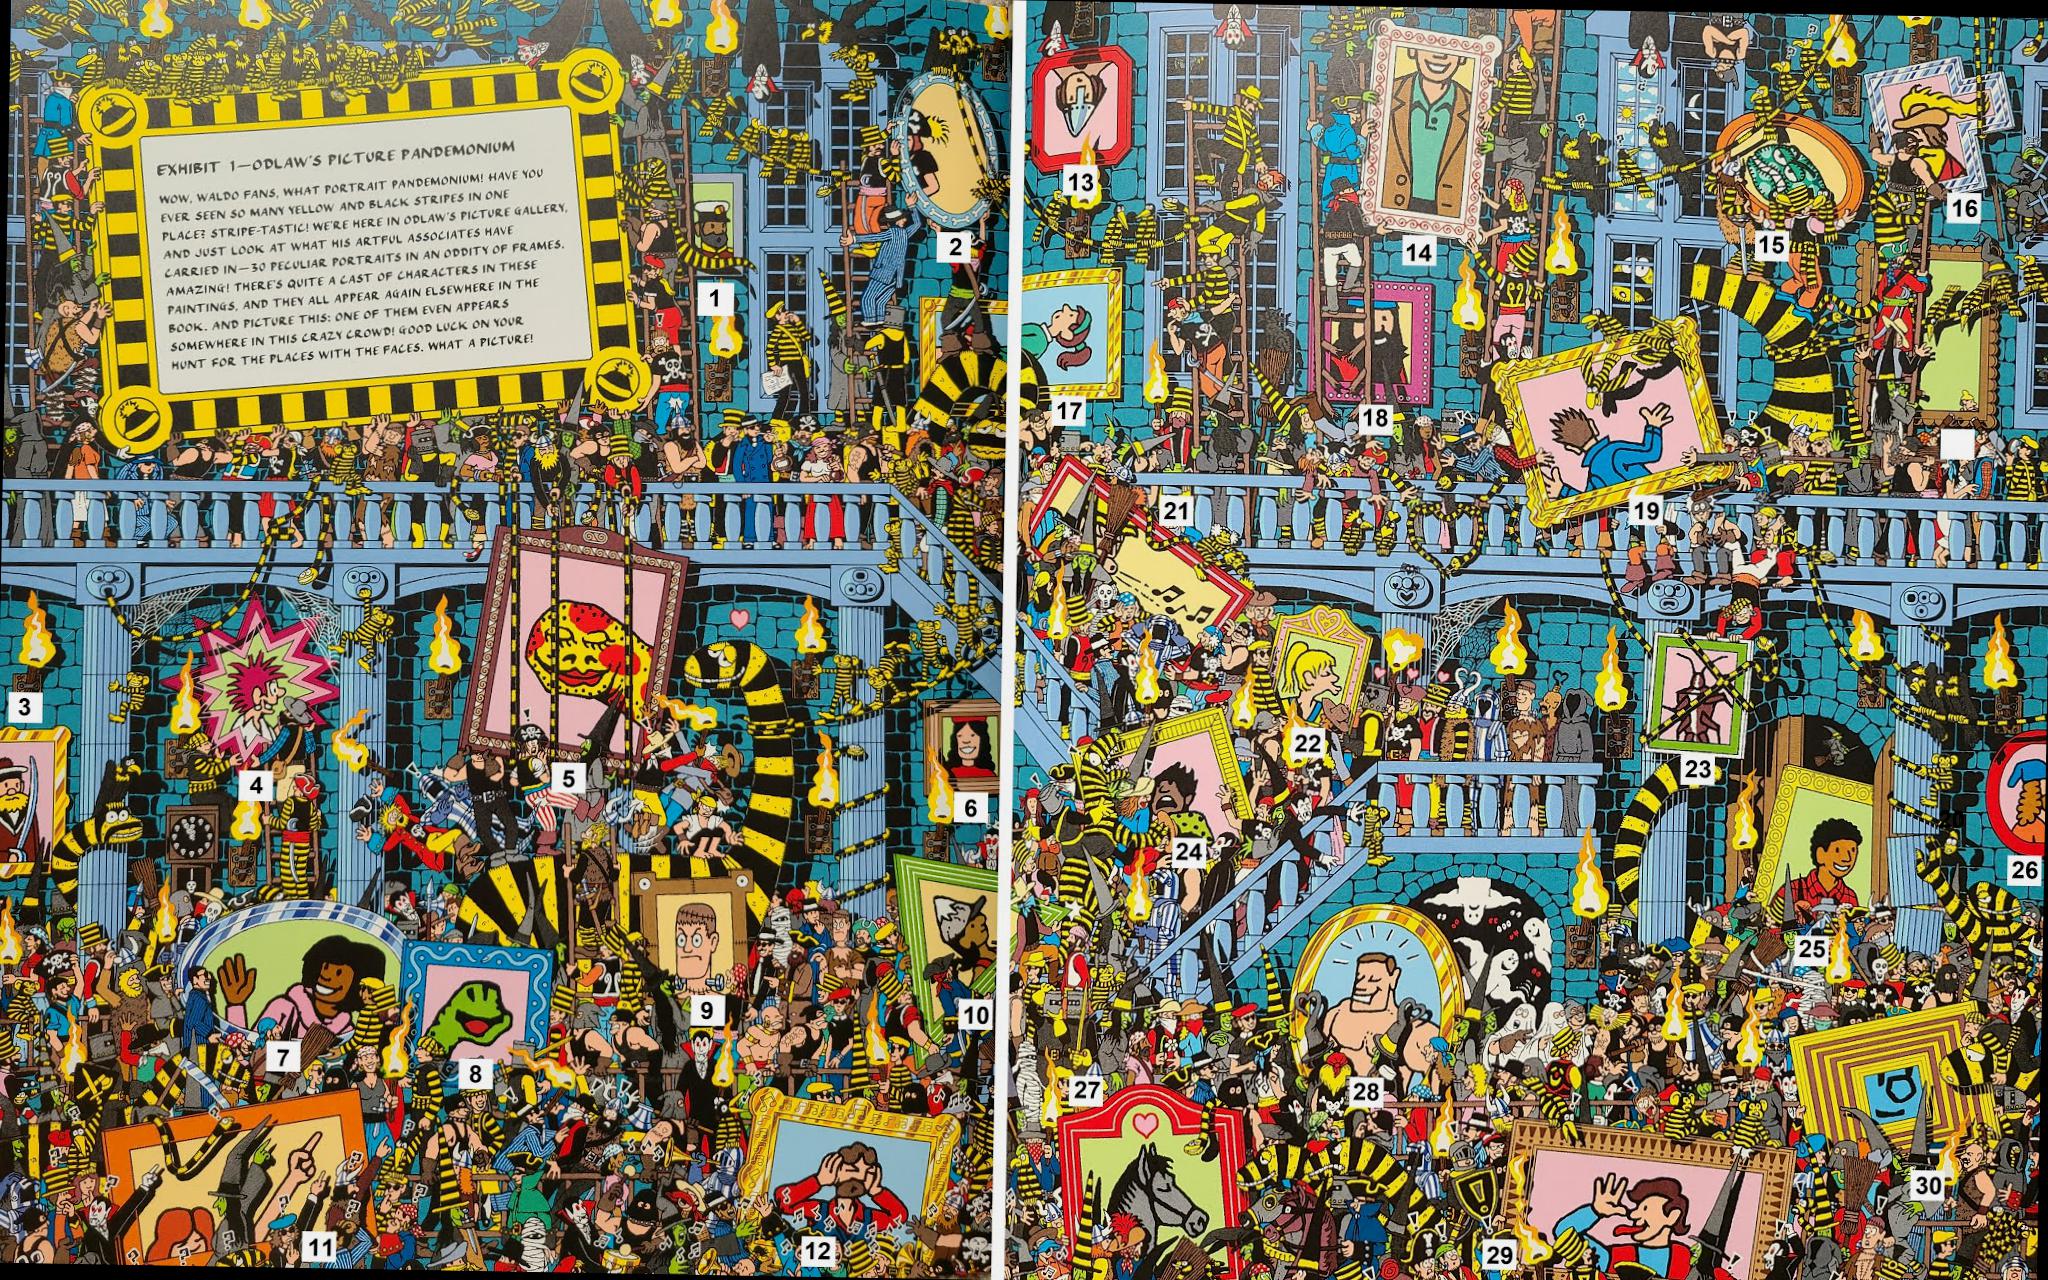 EXHIBIT 1—ODLAW'S PICTURE PANDEMONIUM
WOW, WALDO FANS, WHAT PORTRAIT PANDEMONIUM! HAVE YOU
EVER SEEN SO MANY YELLOW AND BLACK STRIPES IN ONE
PLACE? STRIPE-TASTIC! WE'RE HERE IN ODLAW'S PICTURE GALLERY,
AND JUST LOOK AT WHAT HIS ARTFUL ASSOCIATES HAVE
CARRIED IN—30 PECULIAR PORTRAITS IN AN ODDITY OF FRAMES.
AMAZING! THERE'S QUITE A CAST OF CHARACTERS IN THESE
PAINTINGS, AND THEY ALL APPEAR AGAIN ELSEWHERE IN THE
BOOK. AND PICTURE THIS: ONE OF THEM EVEN APPEARS
SOMEWHERE IN THIS CRAZY CROWD! GOOD LUCK ON YOUR
HUNT FOR THE PLACES WITH THE FACES. WHAT A PICTURE!
1
2
3
4
5
6
7
8
9
10
11
12
13
14
15
16
17
18
19
20
21
22
23
24
25
26
27
28
29
30